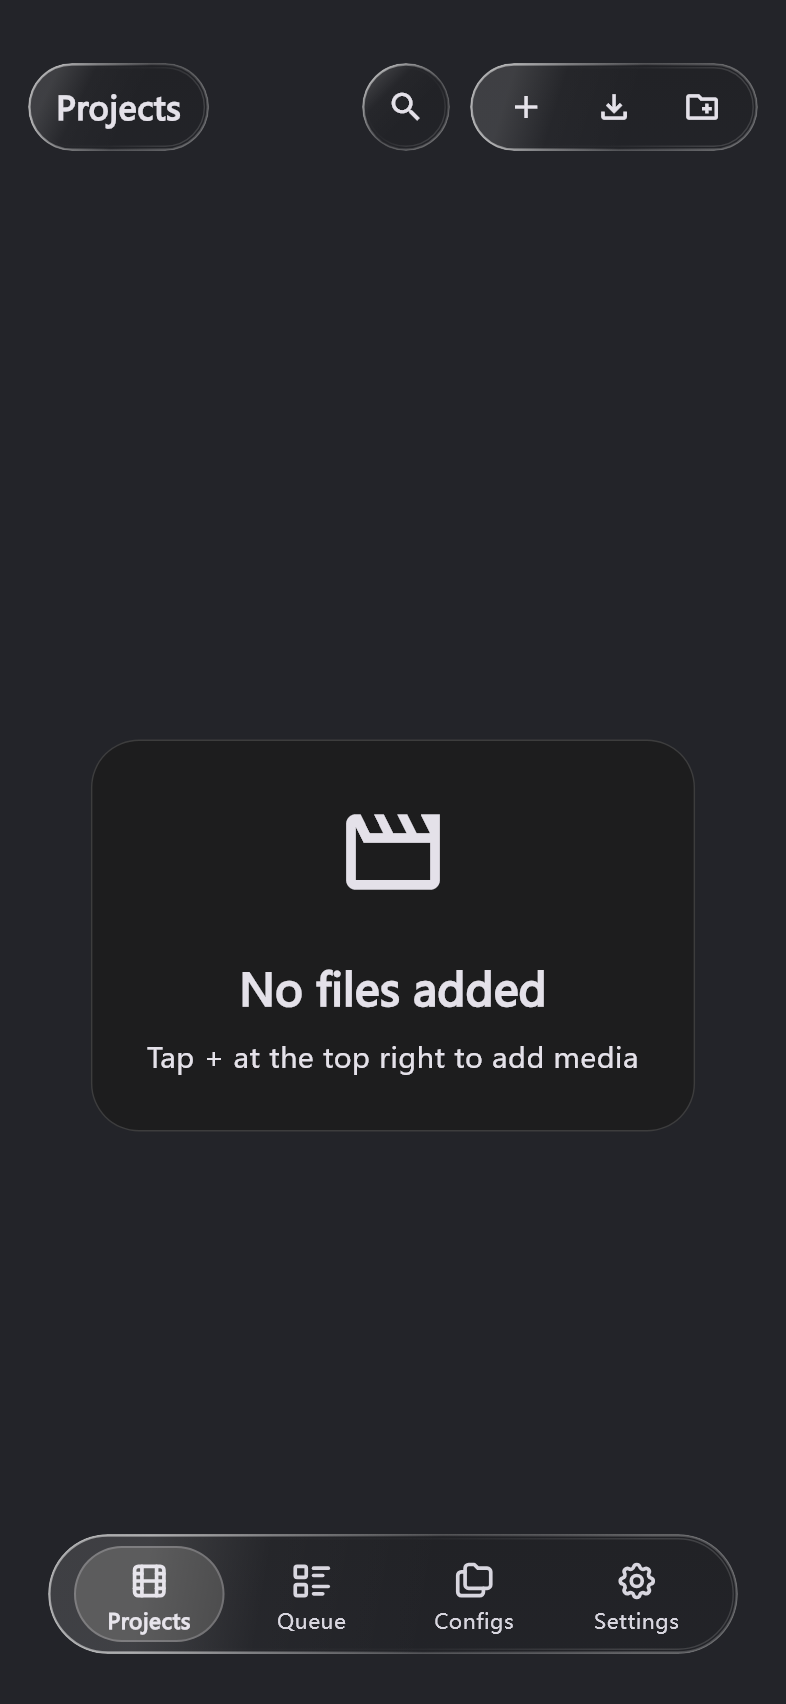 Projects
No files added
Tap + at the top right to add media
Projects
Queue
Configs
Settings